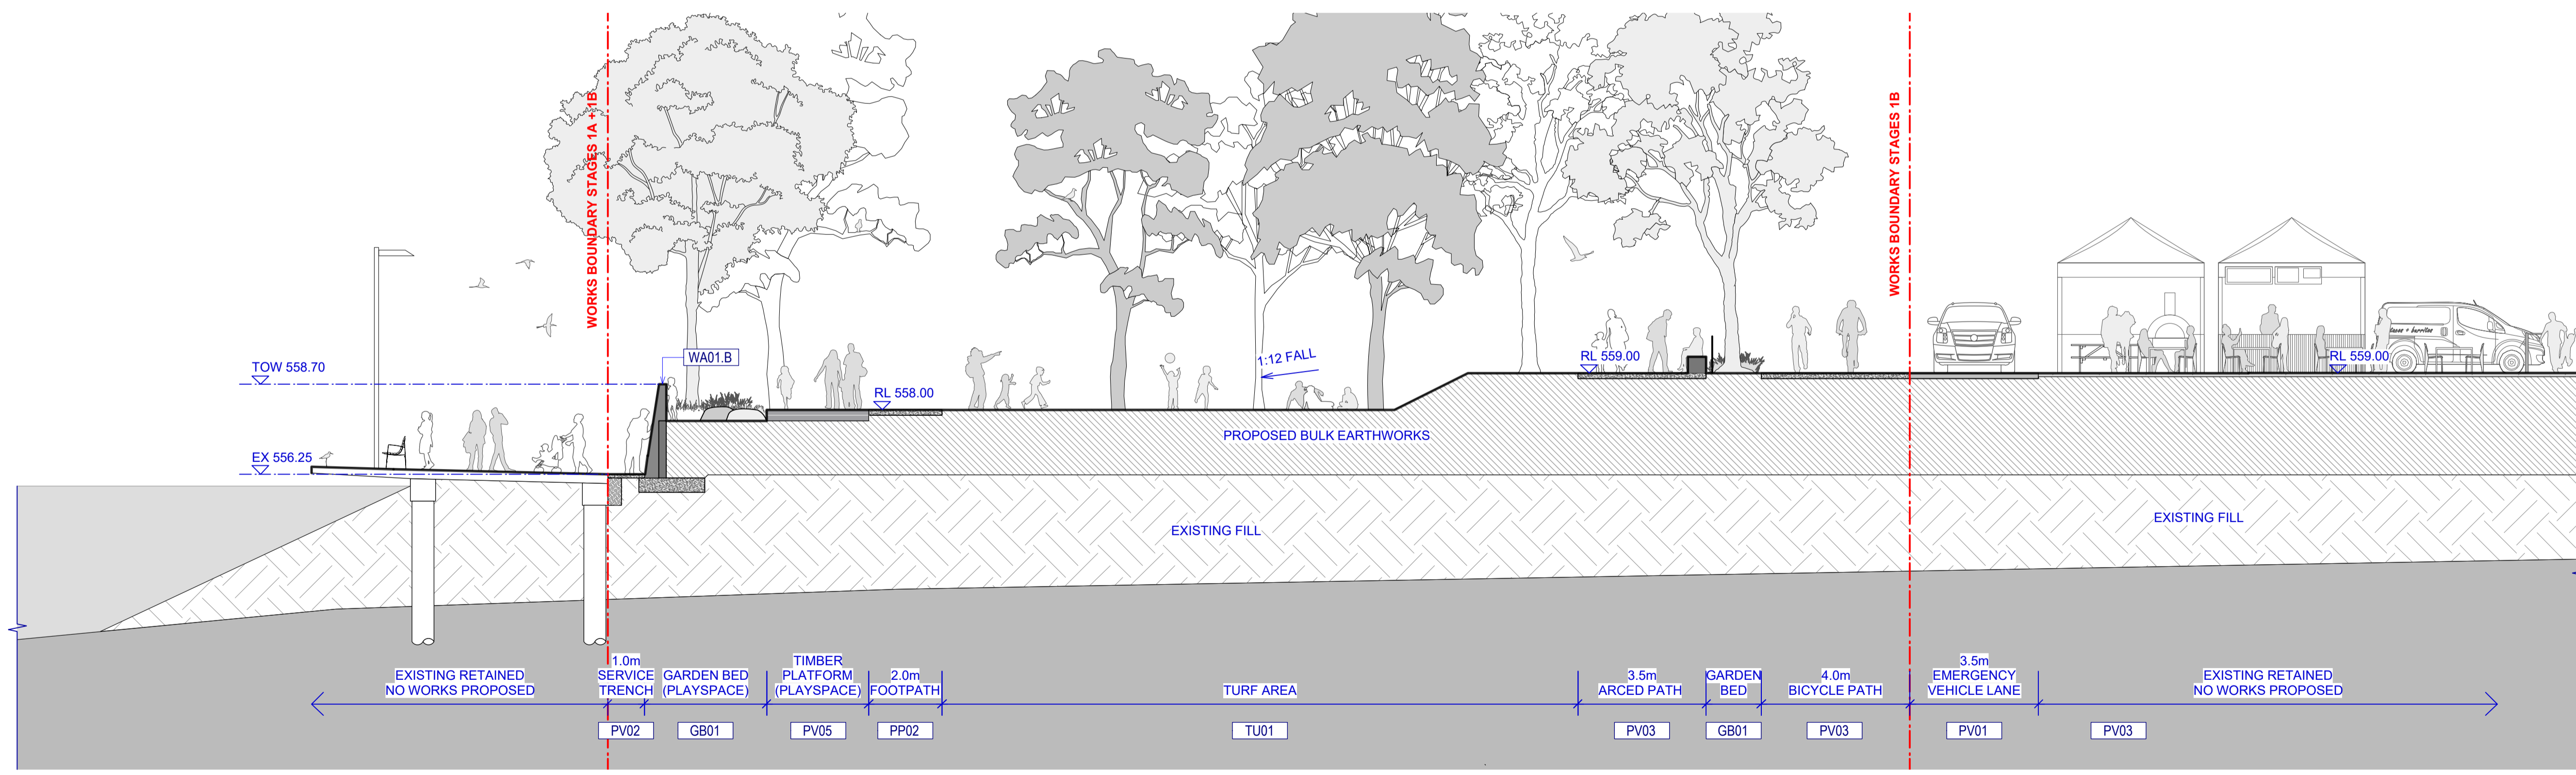 WORKS BOUNDARY STAGES 1A + 1B
WORKS BOUNDARY STAGES 1B
TOW 558.70
WA01.B
1:12 FALL
RL 559.00
RL 559.00
RL 558.00
EX 556.25
PROPOSED BULK EARTHWORKS
EXISTING FILL
EXISTING FILL
EXISTING RETAINED
NO WORKS PROPOSED
1.0m
SERVICE
TRENCH
GARDEN BED
(PLAYSPACE)
TIMBER
PLATFORM
(PLAYSPACE)
2.0m
FOOTPATH
TURF AREA
3.5m
ARCED PATH
GARDEN
BED
4.0m
BICYCLE PATH
3.5m
EMERGENCY
VEHICLE LANE
EXISTING RETAINED
NO WORKS PROPOSED
PV02
GB01
PV05
PP02
TU01
PV03
GB01
PV03
PV01
PV03